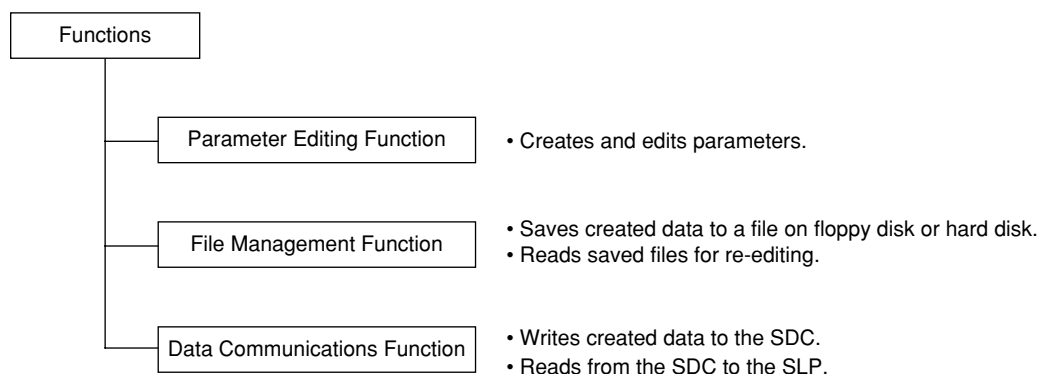 Functions
Parameter Editing Function
• Creates and edits parameters.
File Management Function
• Saves created data to a file on floppy disk or hard disk.
• Reads saved files for re-editing.
Data Communications Function
• Writes created data to the SDC.
• Reads from the SDC to the SLP.